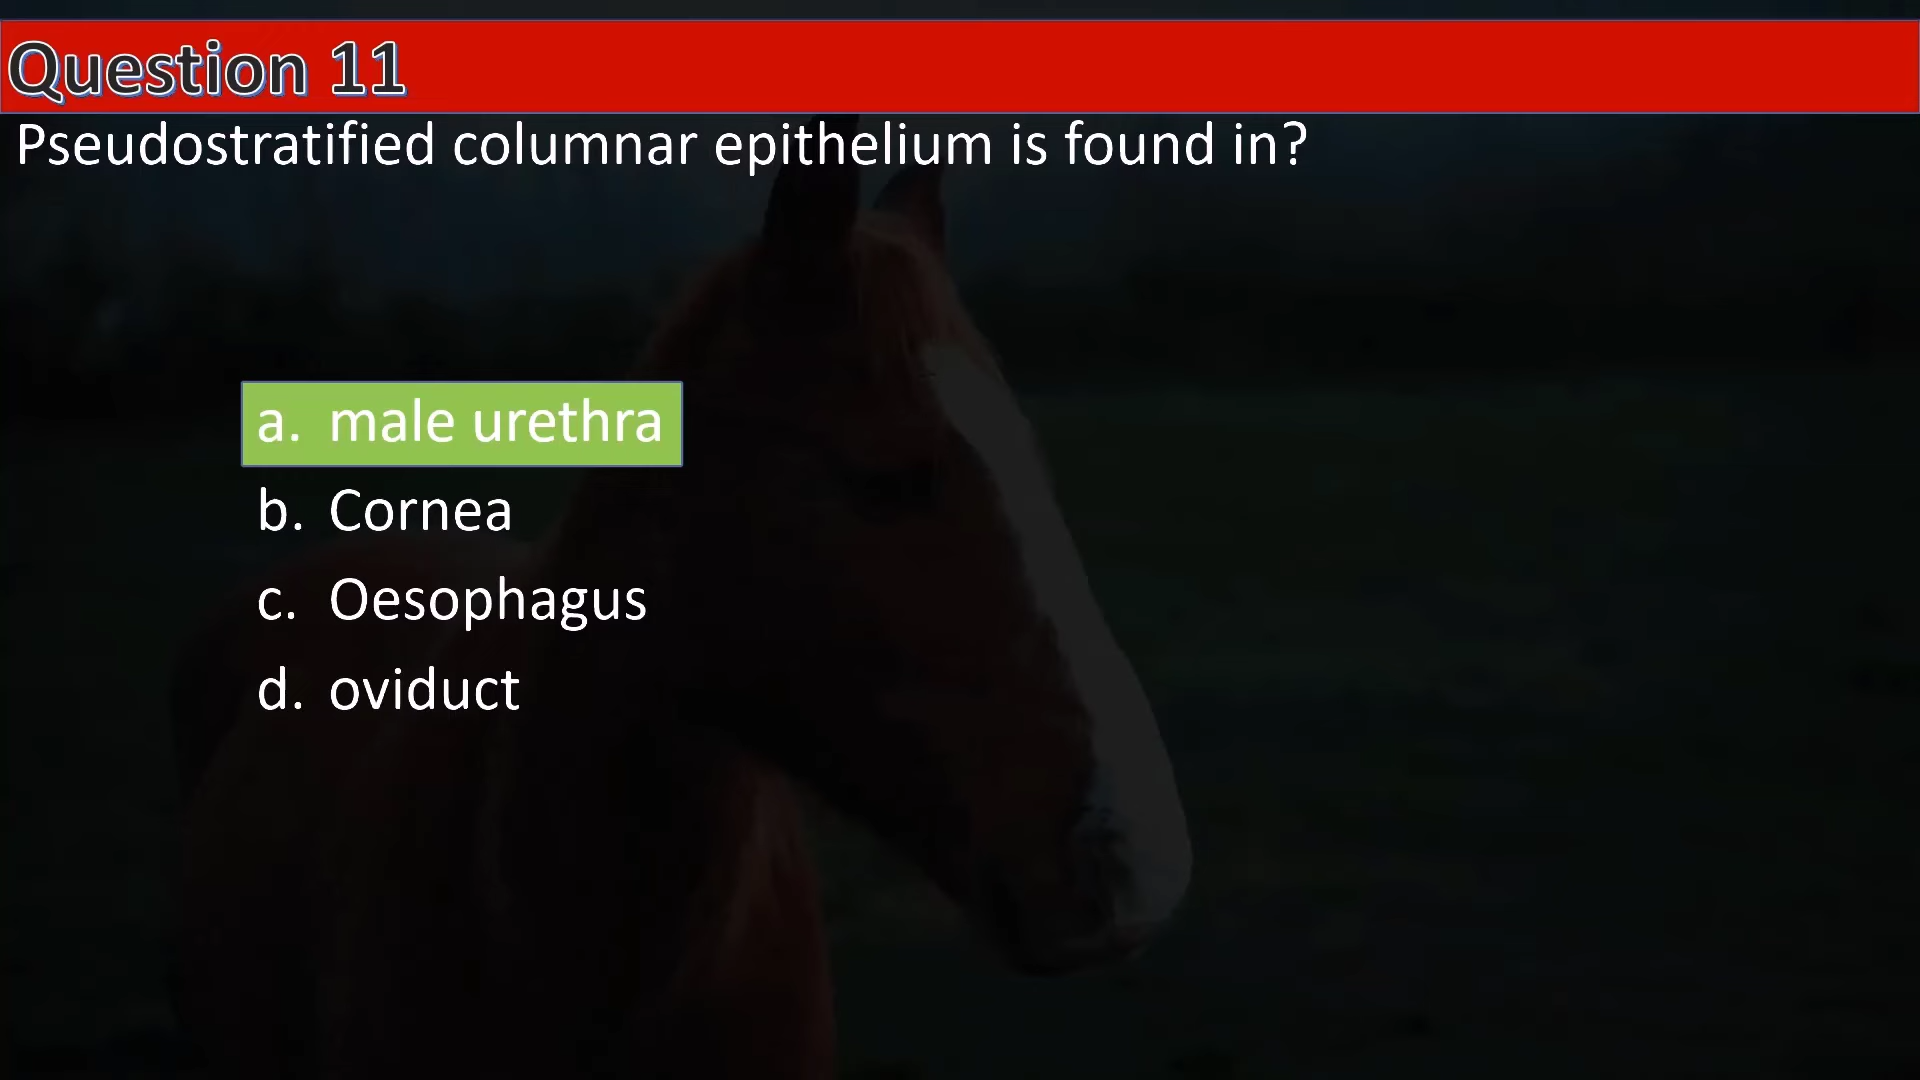 Question 11
Pseudostratified columnar epithelium is found in?
a. male urethra
b. Cornea
c. Oesophagus
d. oviduct